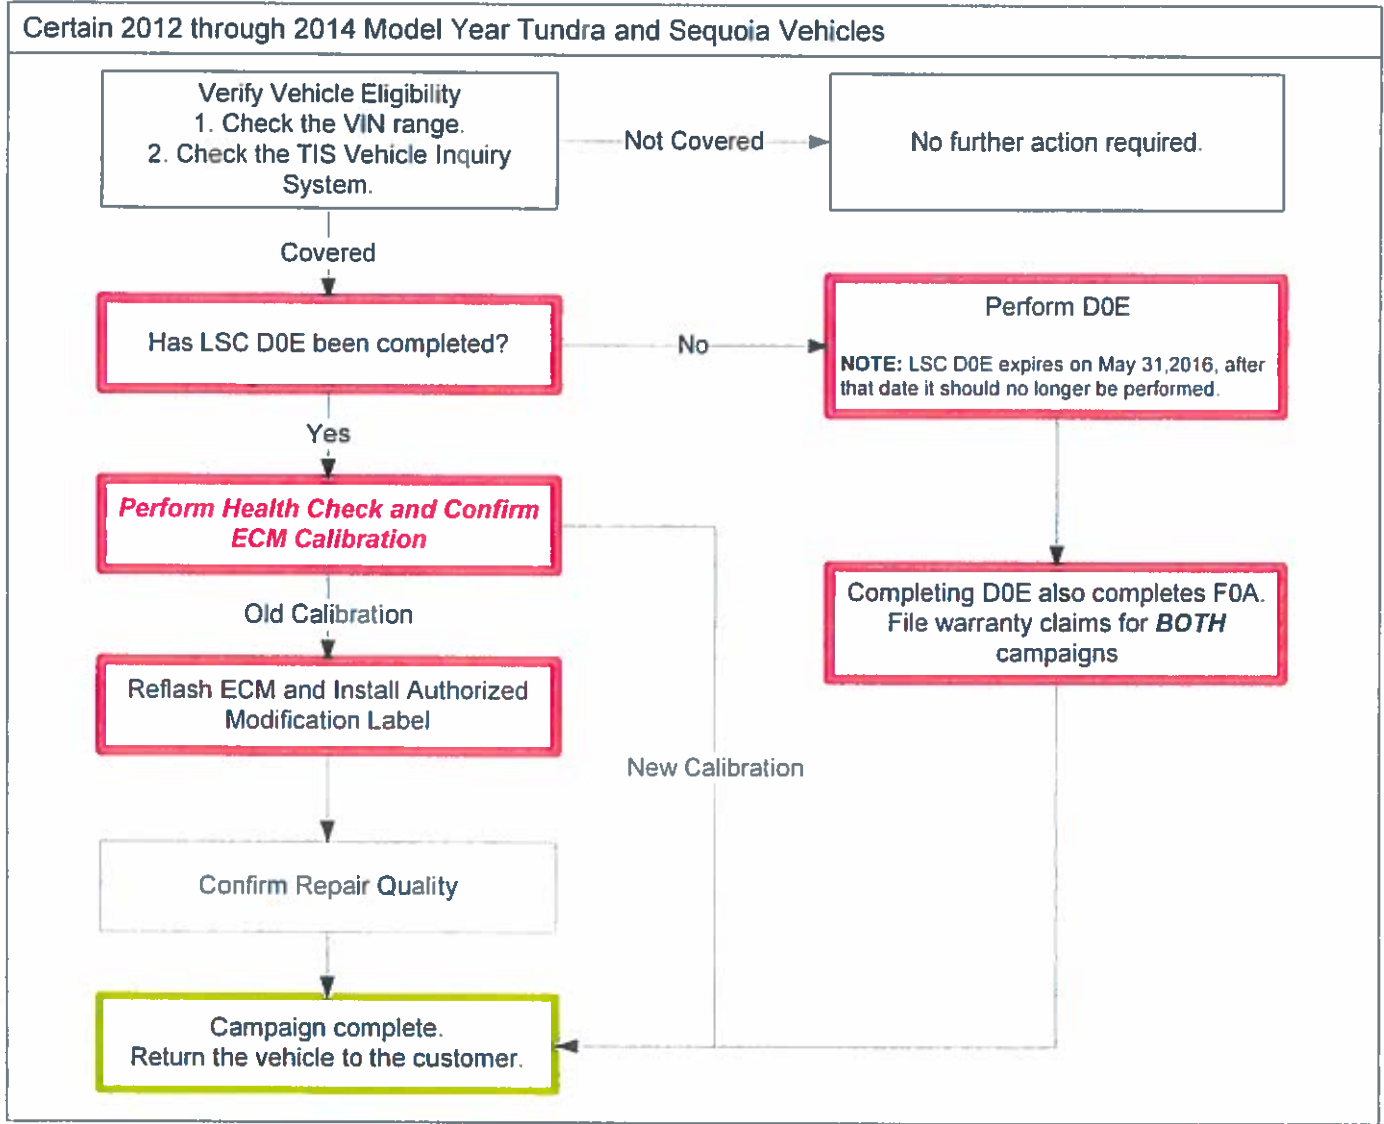 Certain 2012 through 2014 Model Year Tundra and Sequoia Vehicles
Verify Vehicle Eligibility
1. Check the VIN range.
2. Check the TIS Vehicle Inquiry
System.
Not Covered
No further action required.
Covered
Has LSC D0E been completed?
No
Perform D0E
NOTE: LSC D0E expires on May 31,2016, after
that date it should no longer be performed.
Yes
Perform Health Check and Confirm
ECM Calibration
Completing D0E also completes F0A.
File warranty claims for BOTH
campaigns
Old Calibration
Reflash ECM and Install Authorized
Modification Label
New Calibration
Confirm Repair Quality
Campaign complete.
Return the vehicle to the customer.